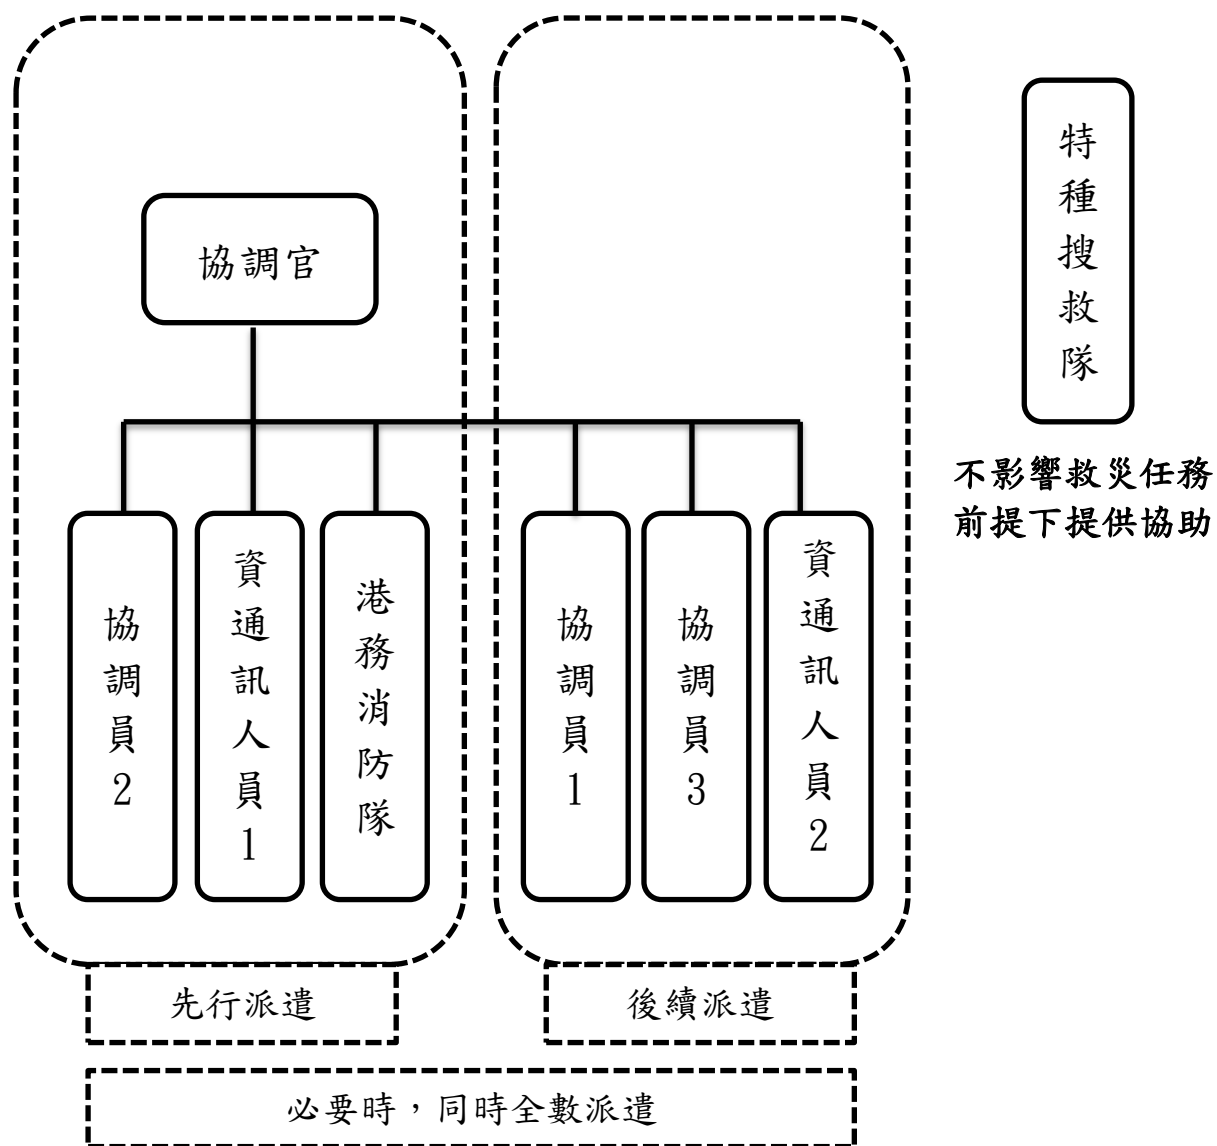 協調官
協調員2
資通訊人員1
港務消防隊
協調員1
協調員3
資通訊人員2
特種搜救隊
不影響救災任務
前提下提供協助
先行派遣
後續派遣
必要時，同時全數派遣